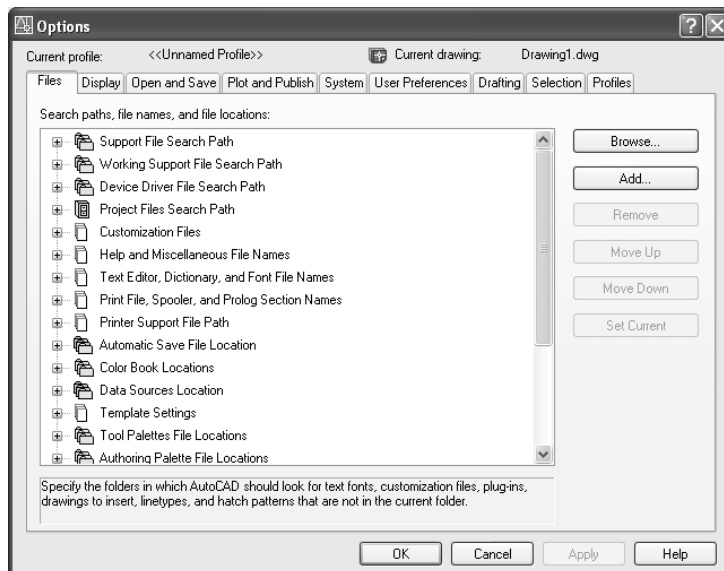 Options
Current profile: <<Unnamed Profile>> Current drawing: Drawing1.dwg
Files Display Open and Save Plot and Publish System User Preferences Drafting Selection Profiles
Search paths, file names, and file locations:
Support File Search Path
Working Support File Search Path
Device Driver File Search Path
Project Files Search Path
Customization Files
Help and Miscellaneous File Names
Text Editor, Dictionary, and Font File Names
Print File, Spooler, and Prolog Section Names
Printer Support File Path
Automatic Save File Location
Color Book Locations
Data Sources Location
Template Settings
Tool Palettes File Locations
Authoring Palette File Locations
Browse...
Add...
Remove
Move Up
Move Down
Set Current
Specify the folders in which AutoCAD should look for text fonts, customization files, plug-ins,
drawings to insert, linetypes, and hatch patterns that are not in the current folder.
OK Cancel Apply Help